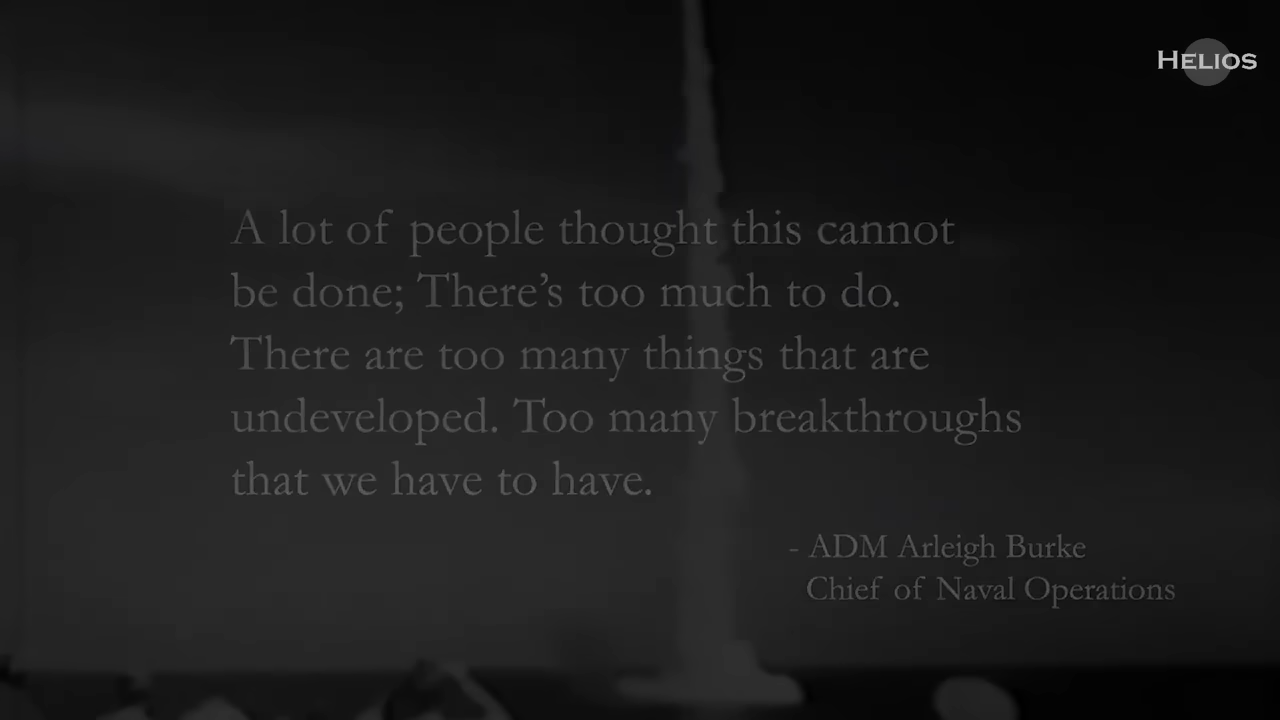 HELIOS
A lot of people thought this cannot
be done; There's too much to do.
There are too many things that are
undeveloped. Too many breakthroughs
that we have to have.
- ADM Arleigh Burke
Chief of Naval Operations